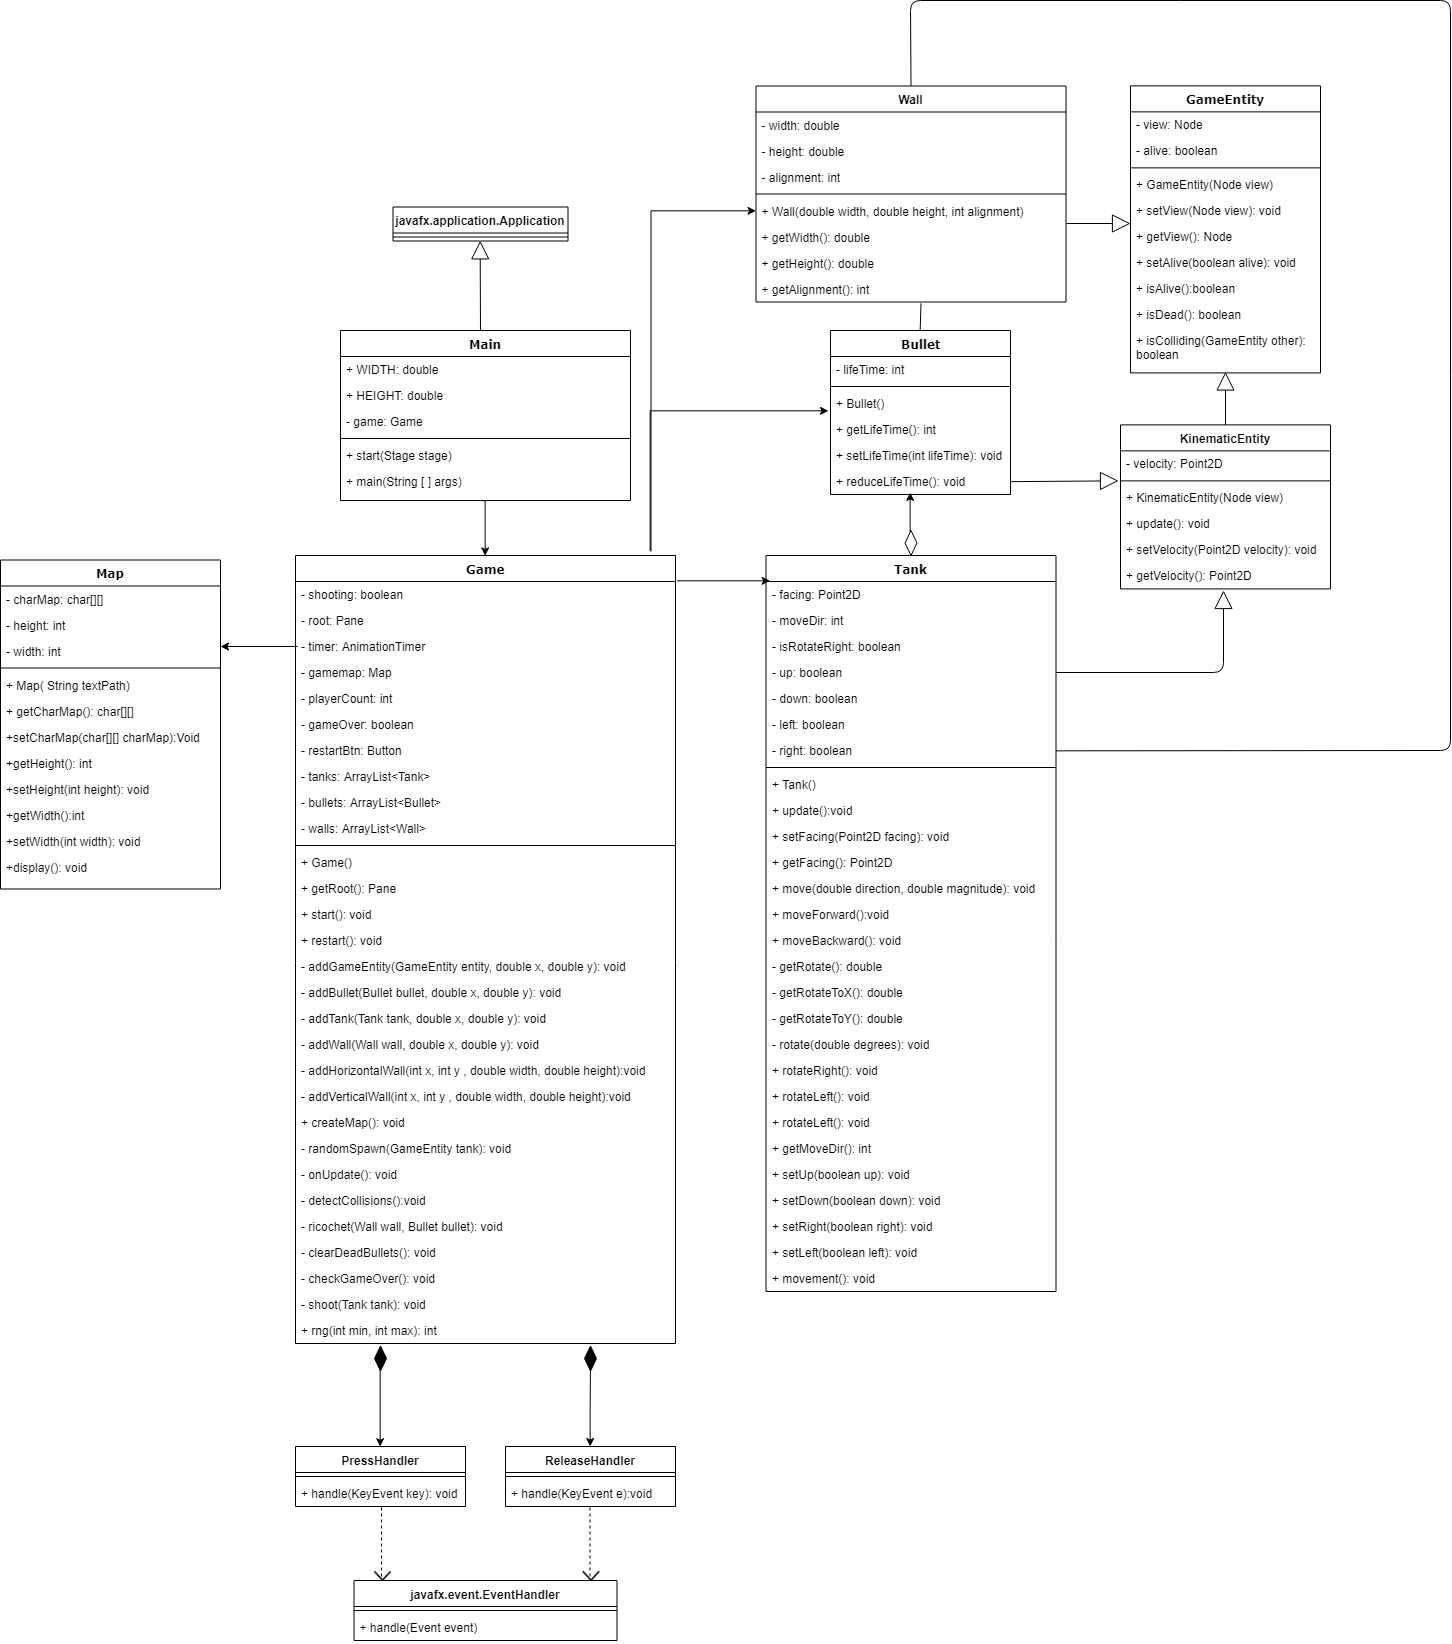 Wall
- width: double
- height: double
- alignment: int
+ Wall(double width, double height, int alignment)
+ getWidth(): double
+ getHeight(): double
+ getAlignment(): int
GameEntity
- view: Node
- alive: boolean
+ GameEntity(Node view)
+ setView(Node view): void
+ getView(): Node
+ setAlive(boolean alive): void
+ isAlive():boolean
+ isDead(): boolean
+ isColliding(GameEntity other):
boolean
javafx.application.Application
Main
+ WIDTH: double
+ HEIGHT: double
- game: Game
+ start(Stage stage)
+ main(String [ ] args)
Bullet
- lifeTime: int
+ Bullet()
+ getLifeTime(): int
+ setLifeTime(int lifeTime): void
+ reduceLifeTime(): void
KinematicEntity
- velocity: Point2D
+ KinematicEntity(Node view)
+ update(): void
+ setVelocity(Point2D velocity): void
+ getVelocity(): Point2D
Map
- charMap: char[][]
- height: int
- width: int
+ Map( String textPath)
+ getCharMap(): char[][]
+setCharMap(char[][] charMap):Void
+getHeight(): int
+setHeight(int height): void
+getWidth():int
+setWidth(int width): void
+display(): void
Game
- shooting: boolean
- root: Pane
- timer: AnimationTimer
- gamemap: Map
- playerCount: int
- gameOver: boolean
- restartBtn: Button
- tanks: ArrayList<Tank>
- bullets: ArrayList<Bullet>
- walls: ArrayList<Wall>
+ Game()
+ getRoot(): Pane
+ start(): void
+ restart(): void
- addGameEntity(GameEntity entity, double x, double y): void
- addBullet(Bullet bullet, double x, double y): void
- addTank(Tank tank, double x, double y): void
- addWall(Wall wall, double x, double y): void
- addHorizontalWall(int x, int y , double width, double height):void
- addVerticalWall(int x, int y , double width, double height):void
+ createMap(): void
- randomSpawn(GameEntity tank): void
- onUpdate(): void
- detectCollisions():void
- ricochet(Wall wall, Bullet bullet): void
- clearDeadBullets(): void
- checkGameOver(): void
- shoot(Tank tank): void
+ rng(int min, int max): int
Tank
- facing: Point2D
- moveDir: int
- isRotateRight: boolean
- up: boolean
- down: boolean
- left: boolean
- right: boolean
+ Tank()
+ update():void
+ setFacing(Point2D facing): void
+ getFacing(): Point2D
+ move(double direction, double magnitude): void
+ moveForward():void
+ moveBackward(): void
- getRotate(): double
- getRotateToX(): double
- getRotateToY(): double
- rotate(double degrees): void
+ rotateRight(): void
+ rotateLeft(): void
+ rotateLeft(): void
+ getMoveDir(): int
+ setUp(boolean up): void
+ setDown(boolean down): void
+ setRight(boolean right): void
+ setLeft(boolean left): void
+ movement(): void
PressHandler
+ handle(KeyEvent key): void
ReleaseHandler
+ handle(KeyEvent e):void
javafx.event.EventHandler
+ handle(Event event)